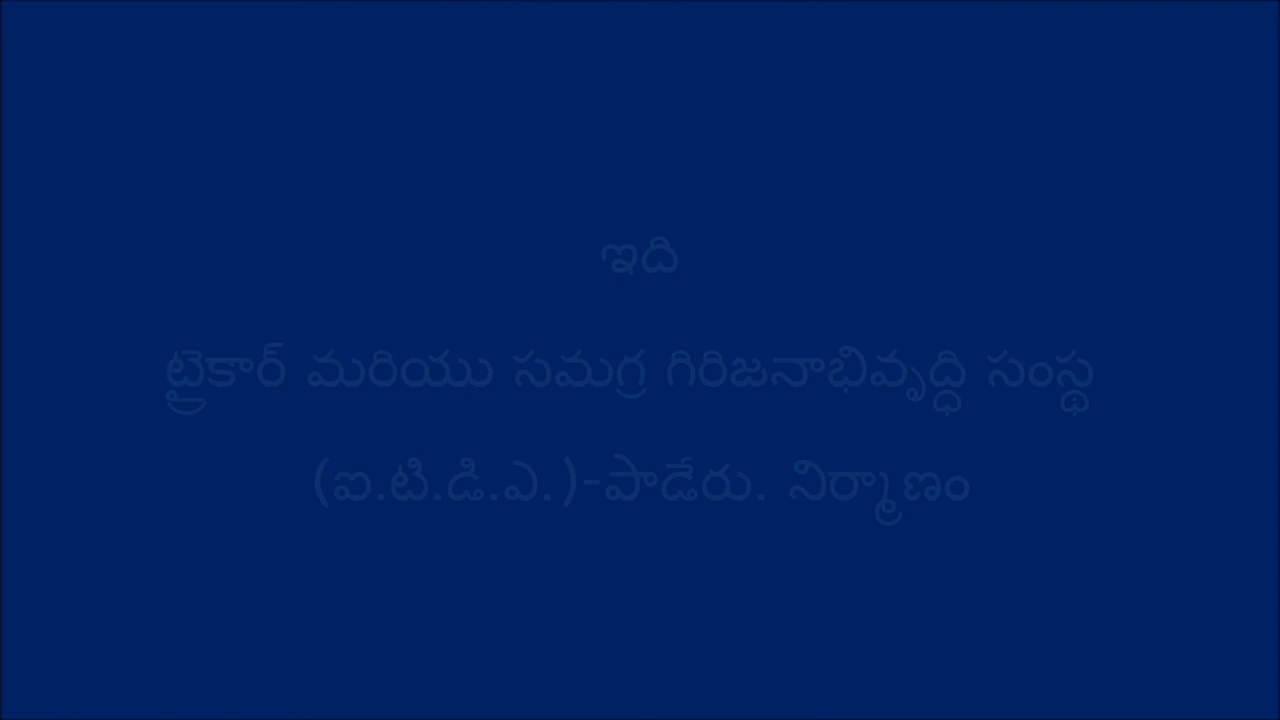 ఇది
ట్రైకార్ మరియు సమగ్ర గిరిజనాభివృద్ధి సంస్థ
(ఐ.టి.డి.ఎ.)-పాడేరు. నిర్మాణం